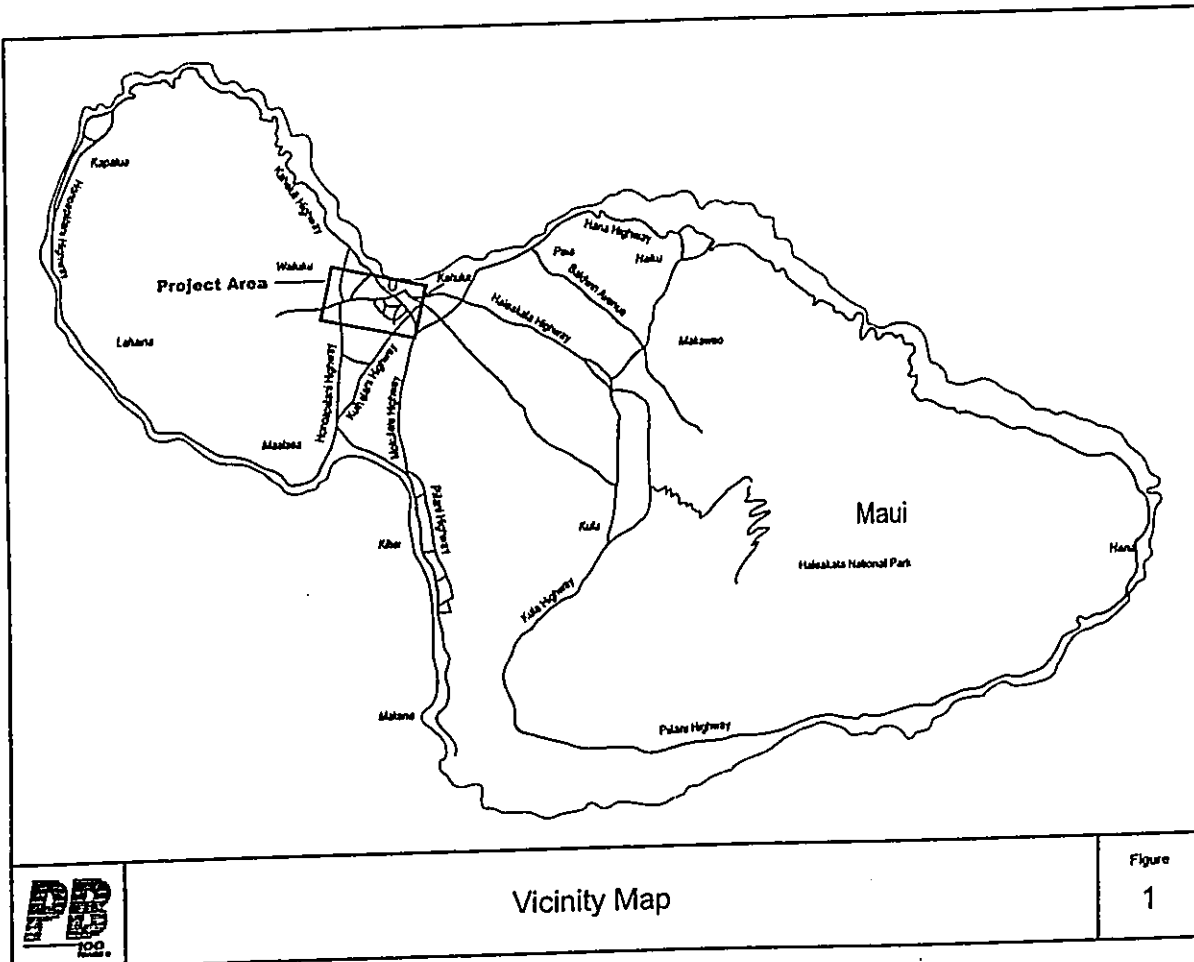 Kapalua
Honoapiilani Highway
Kahekili Highway
Wailuku
Project Area
Kahului
Hana Highway
Paia
Haiku
Baldwin Avenue
Haleakala Highway
Makawao
Lahaina
Honoapiilani Highway
Kuihelani Highway
Mokulele Highway
Maalaea
Piilani Highway
Kihei
Kula
Maui
Haleakala National Park
Hana
Kula Highway
Makena
Piilani Highway
PB
100
Vicinity Map
Figure
1